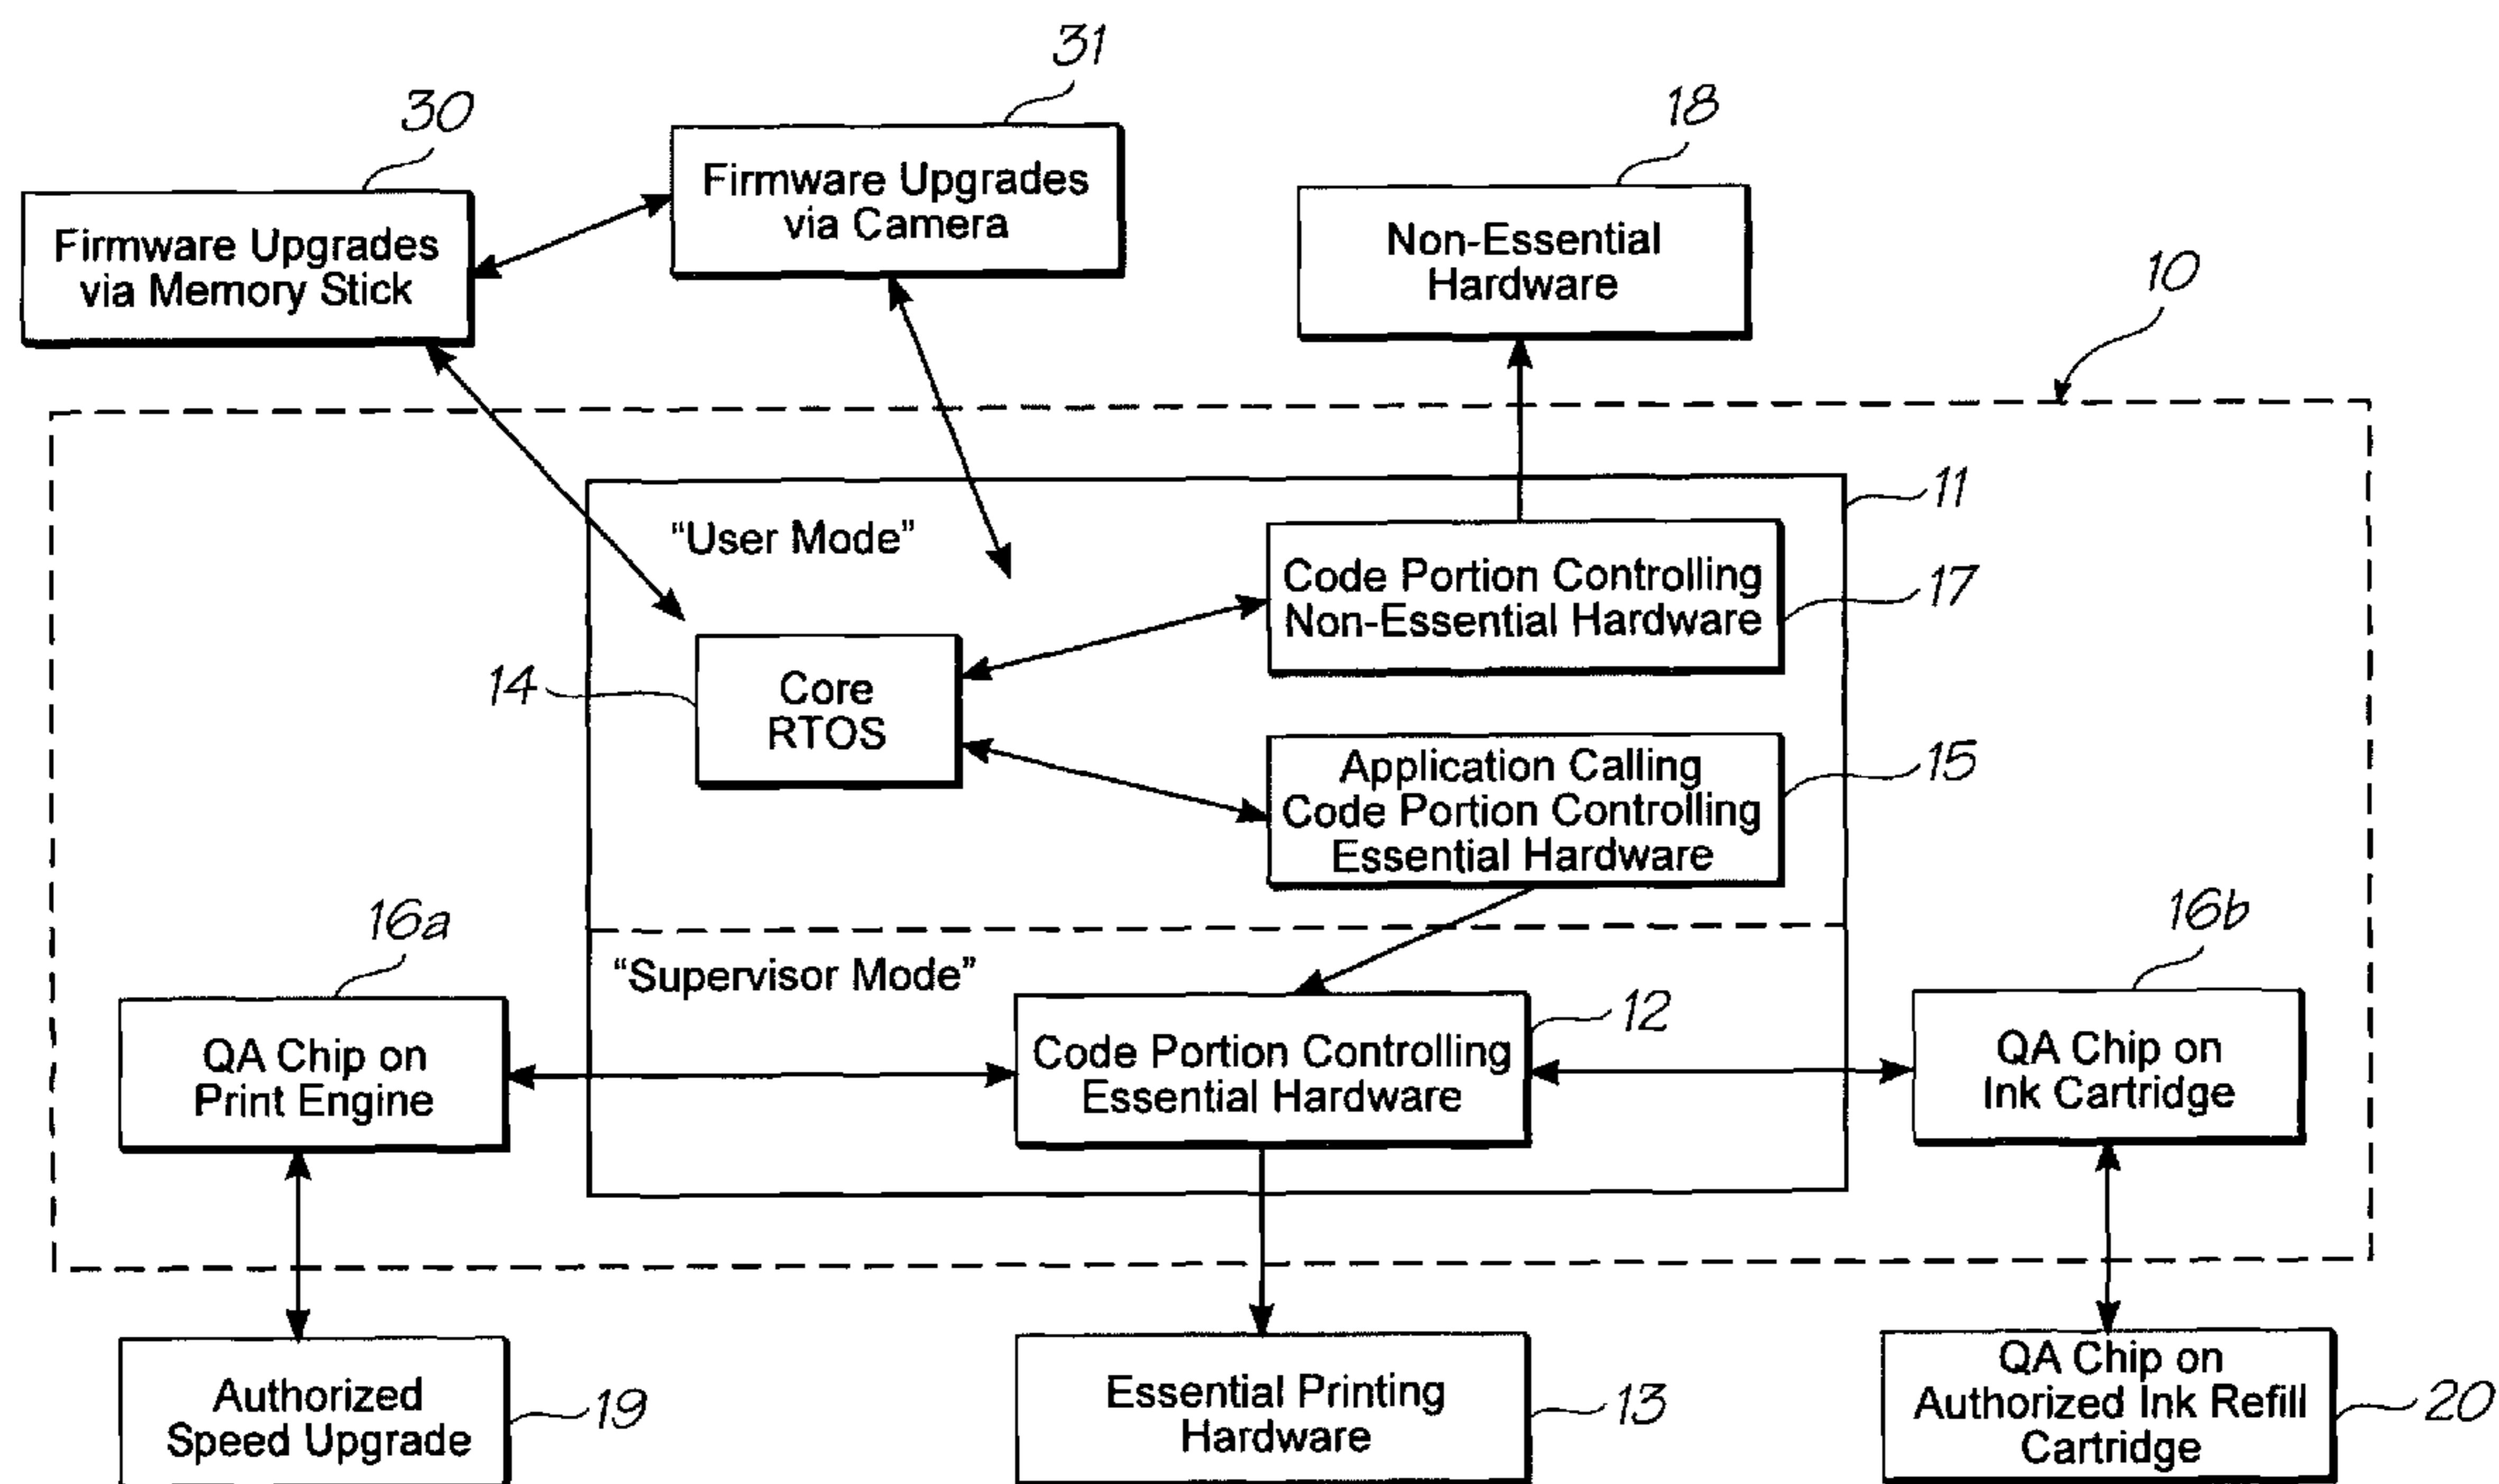 31
30
18
Firmware Upgrades
via Camera
Firmware Upgrades
via Memory Stick
Non-Essential
Hardware
10
11
“User Mode”
Code Portion Controlling
Non-Essential Hardware
17
14
Core
RTOS
Application Calling
Code Portion Controlling
Essential Hardware
15
16a
16b
“Supervisor Mode”
12
QA Chip on
Print Engine
Code Portion Controlling
Essential Hardware
QA Chip on
Ink Cartridge
Authorized
Speed Upgrade
19
Essential Printing
Hardware
13
QA Chip on
Authorized Ink Refill
Cartridge
20